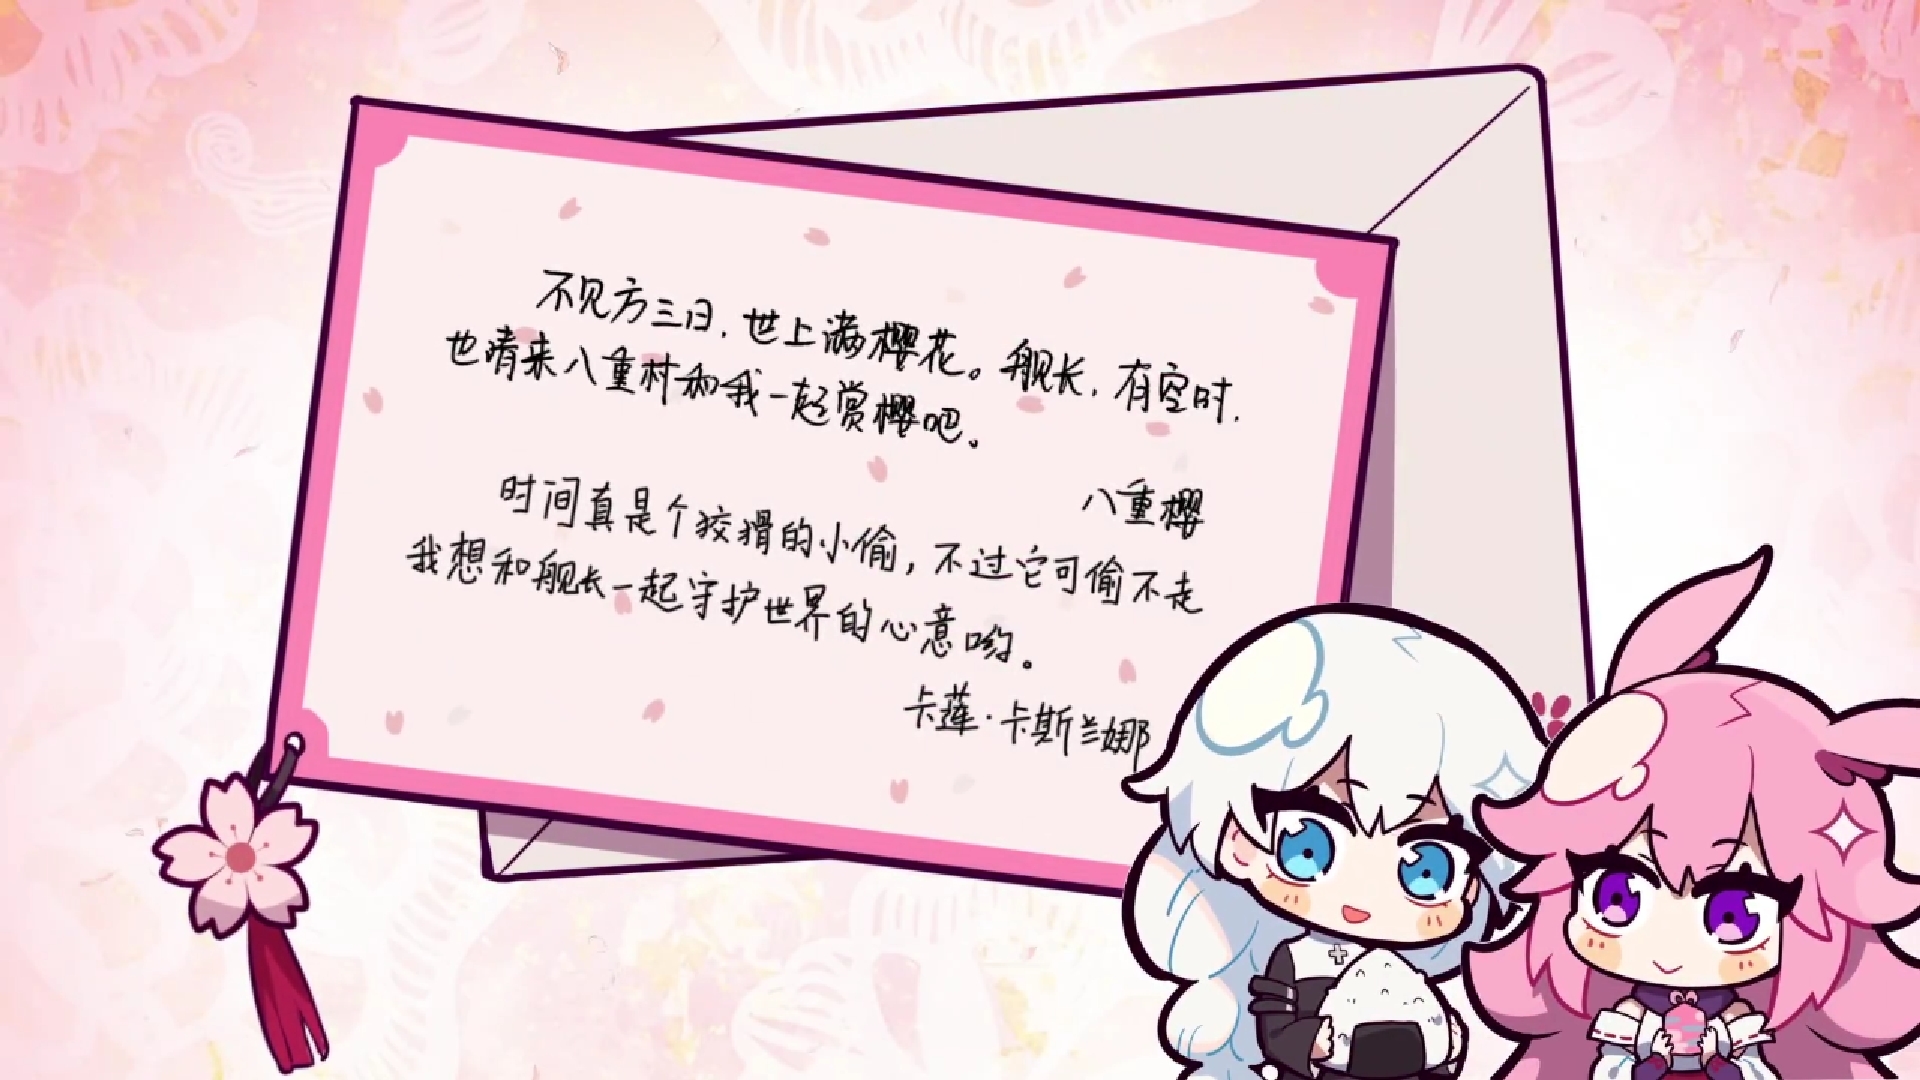 不见方三日，世上满樱花。舰长，有空时，
也请来八重村和我一起赏樱吧。
八重樱
时间真是个狡猾的小偷，不过它可偷不走
我想和舰长一起守护世界的心意哟。
卡莲·卡斯兰娜